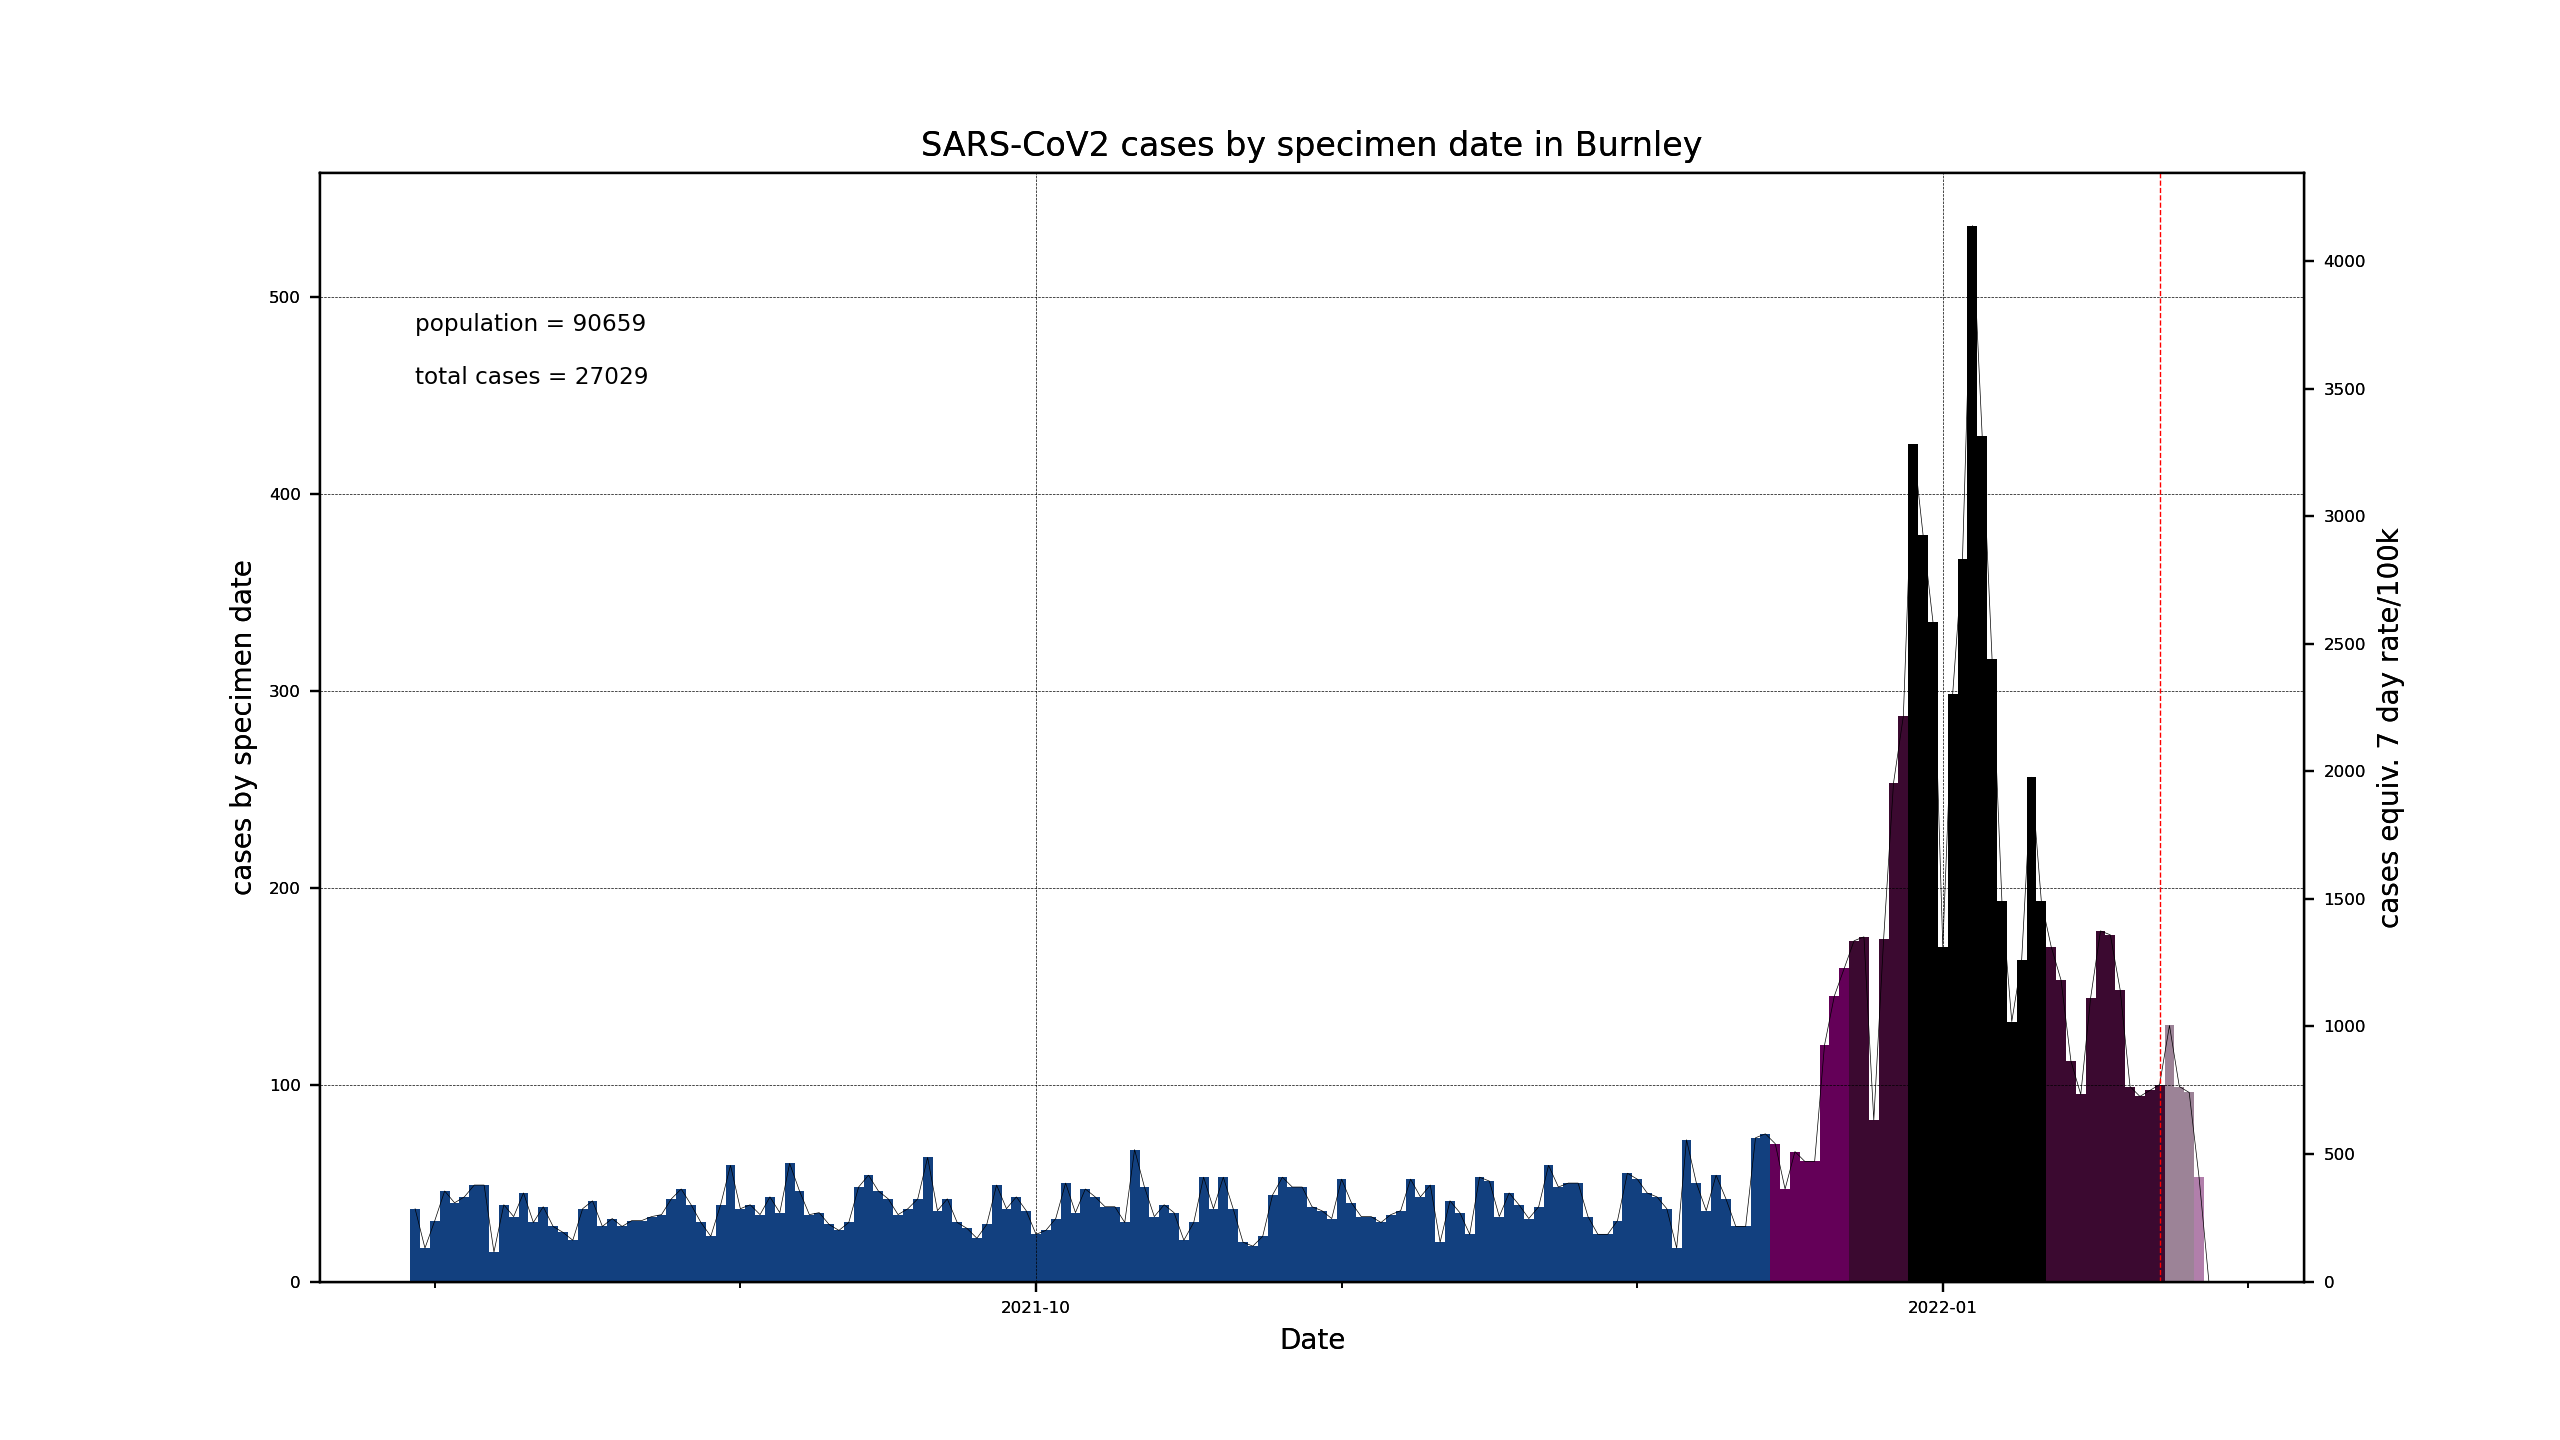 SARS-CoV2 cases by specimen date in Burnley
population = 90659
total cases = 27029
cases by specimen date
500
400
300
200
100
0
4000
3500
3000
2500
2000
1500
1000
500
0
cases equiv. 7 day rate/100k
2021-10
2022-01
Date